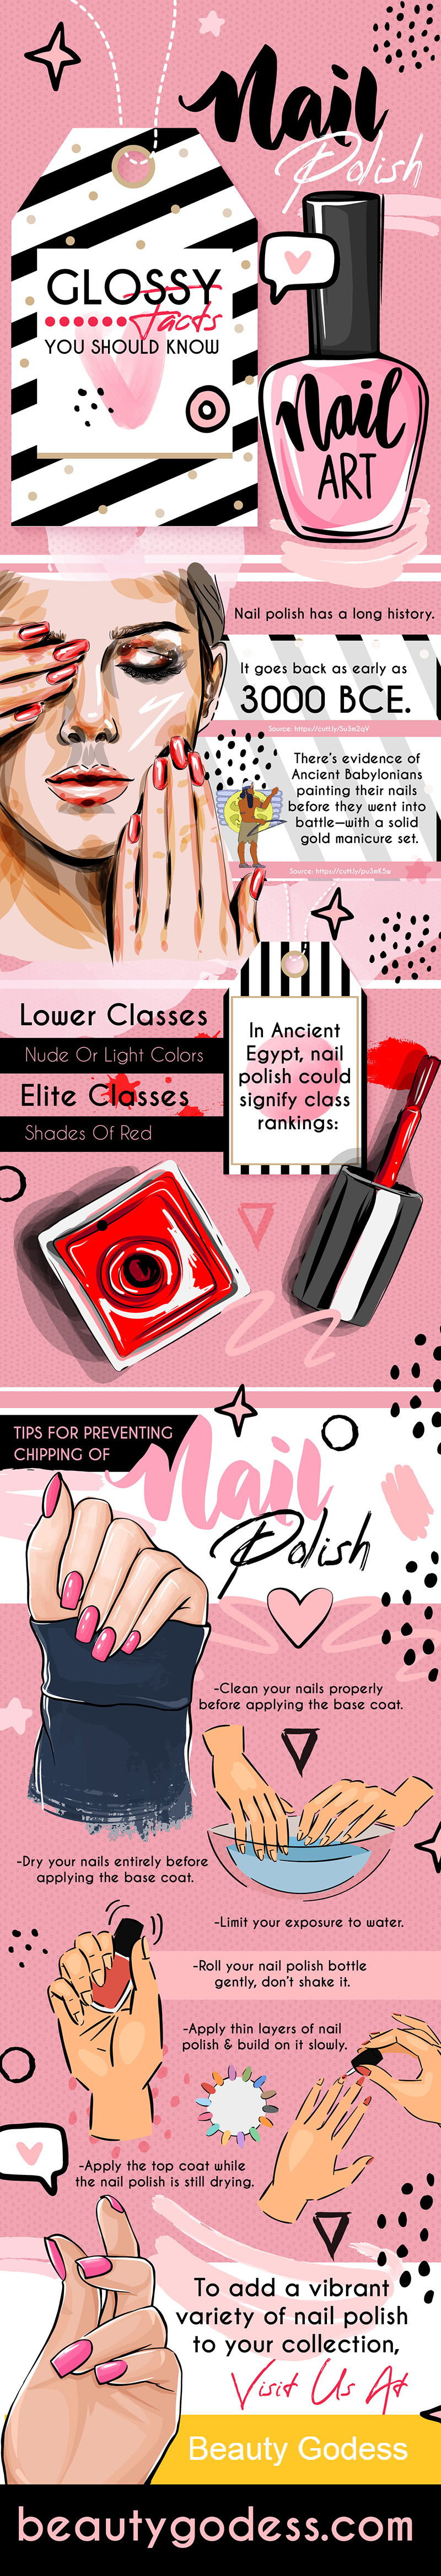 Nail
Polish
GLOSSY
facts
YOU SHOULD KNOW
Nail
ART
Nail polish has a long history.
It goes back as early as
3000 BCE.
Source: https://cutt.ly/5u3m2qV
There's evidence of
Ancient Babylonians
painting their nails
before they went into
battle—with a solid
gold manicure set.
Lower Classes
Nude Or Light Colors
Elite Classes
Shades Of Red
In Ancient
Egypt, nail
polish could
signify class
rankings:
TIPS FOR PREVENTING
CHIPPING OF
Nail
Polish
-Clean your nails properly
before applying the base coat.
-Dry your nails entirely before
applying the base coat.
-Limit your exposure to water.
-Roll your nail polish bottle
gently, don't shake it.
-Apply thin layers of nail
polish & build on it slowly.
-Apply the top coat while
the nail polish is still drying.
To add a vibrant
variety of nail polish
to your collection,
Visit Us At
Beauty Godess
beautygodess.com